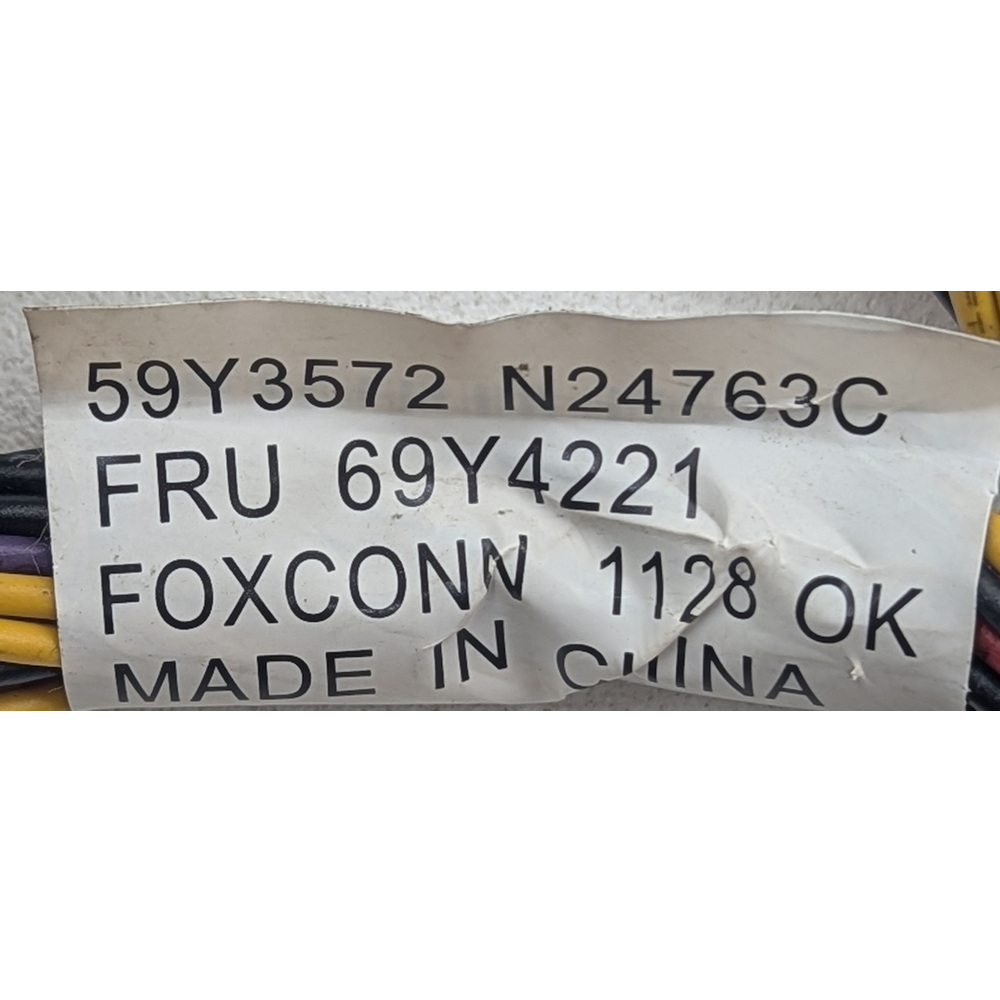 59Y3572 N24763C
FRU 69Y4221
FOXCONN 1128 OK
MADE IN CHINA